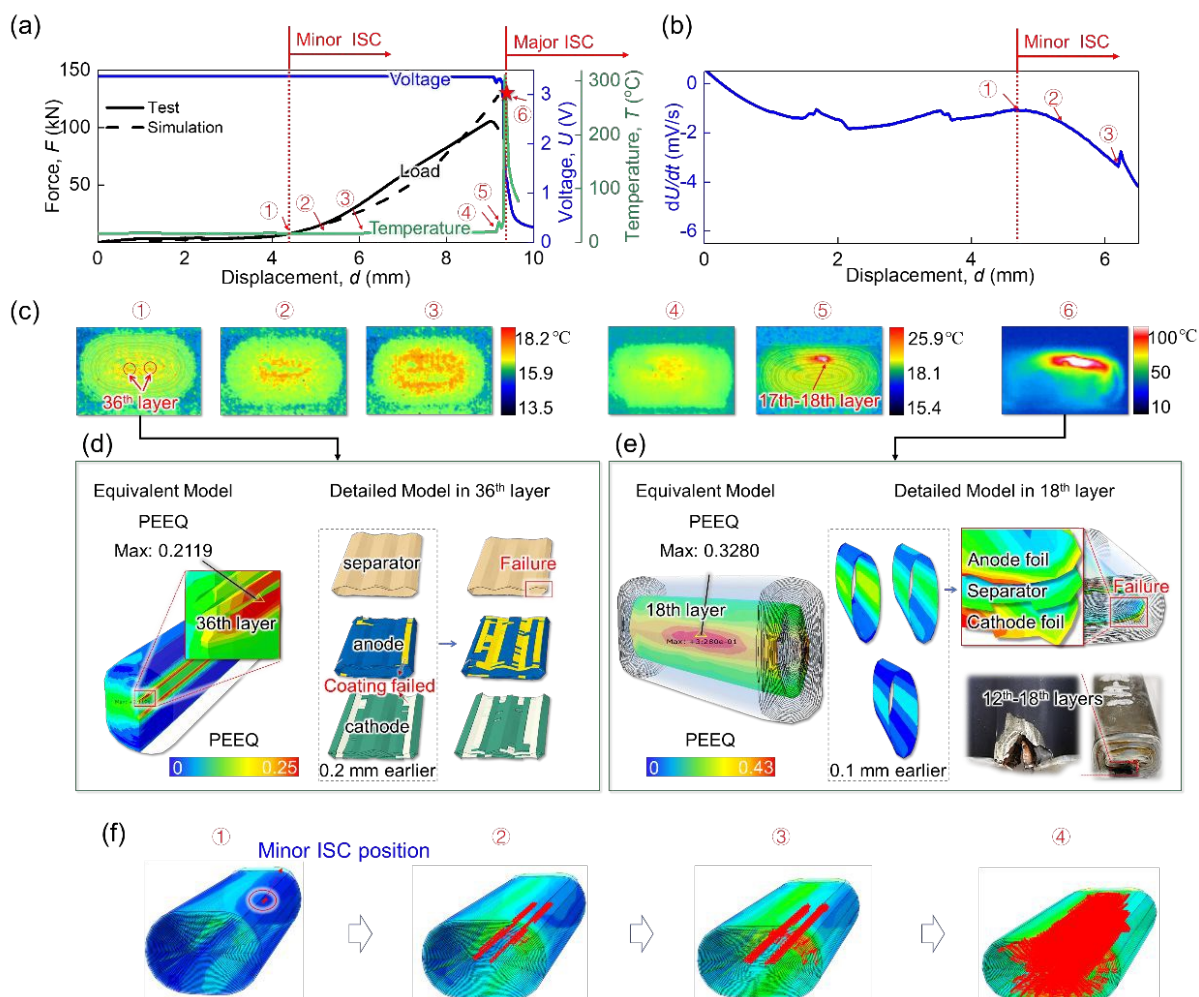 (a)
Minor ISC
Major ISC
150
100
50
Force, F (kN)
Voltage
Test
Simulation
Load
Temperature
①
②
③
④
⑤
⑥
3
2
1
0
Voltage, U (V)
300
200
100
0
Temperature, T (°C)
0
2
4
6
8
10
Displacement, d (mm)
(b)
Minor ISC
0
-2
-4
-6
dU/dt (mV/s)
①
②
③
0
2
4
6
Displacement, d (mm)
(c)
①
②
③
④
⑤
⑥
36th layer
18.2℃
15.9
13.5
17th-18th layer
25.9℃
18.1
15.4
100℃
50
10
(d)
Equivalent Model
Detailed Model in 36th layer
PEEQ
Max: 0.2119
36th layer
separator
Failure
anode
Coating failed
cathode
PEEQ
0
0.25
0.2 mm earlier
(e)
Equivalent Model
Detailed Model in 18th layer
PEEQ
Max: 0.3280
18th layer
Max: +3.280e-01
Anode foil
Separator
Cathode foil
Failure
12th-18th layers
PEEQ
0
0.43
0.1 mm earlier
(f)
①
②
③
④
Minor ISC position